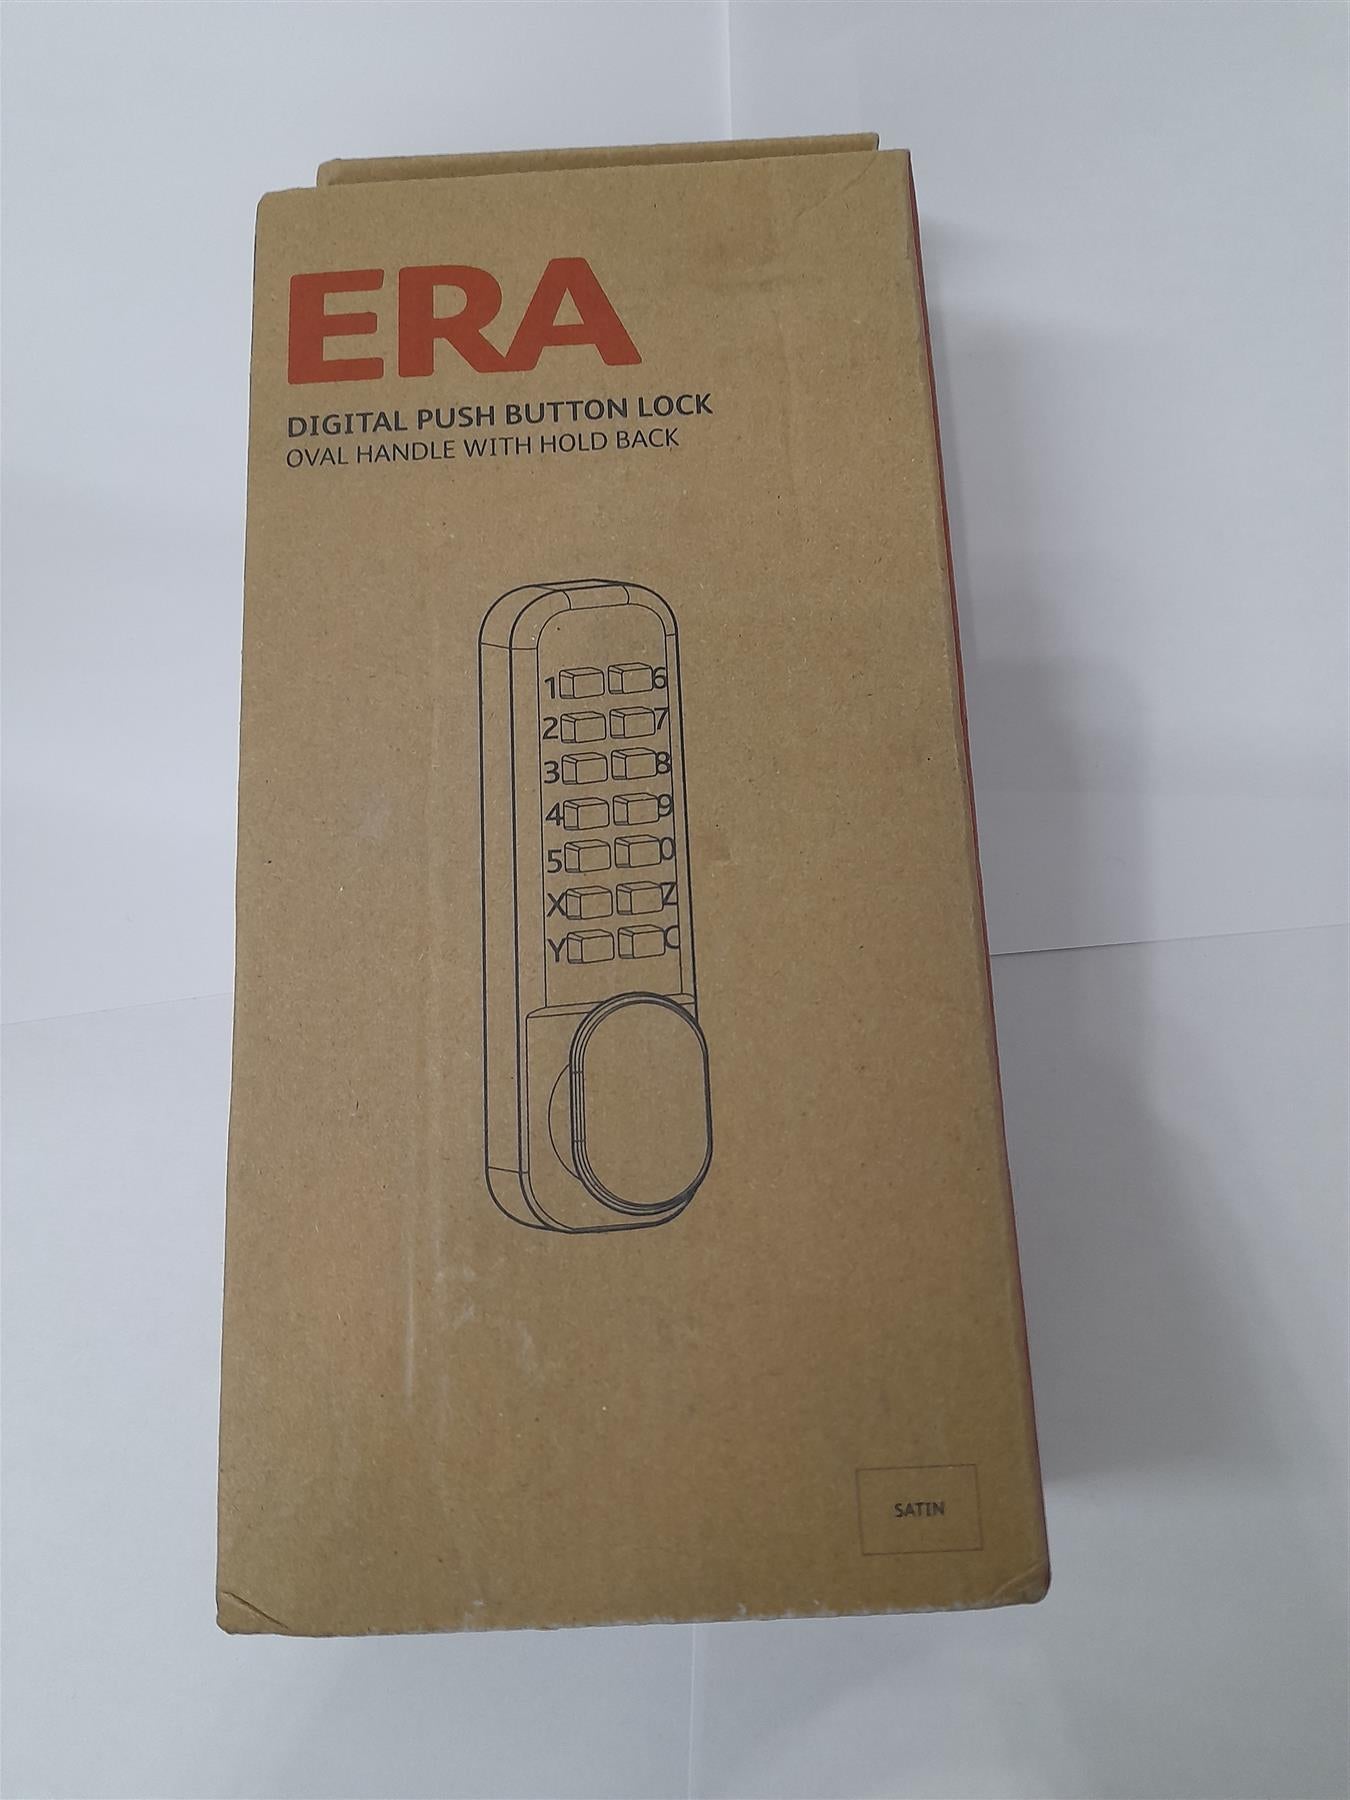 ERA
DIGITAL PUSH BUTTON LOCK
OVAL HANDLE WITH HOLD BACK
1 6
2 7
3 8
4 9
5 0
X Z
Y C
SATIN